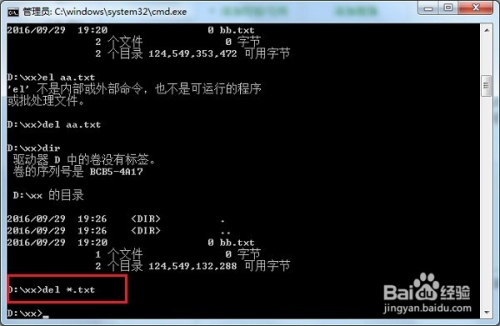 管理员: C:\windows\system32\cmd.exe
2016/09/29  19:20                 0 bb.txt
2 个文件              0 字节
2 个目录 124,549,353,472 可用字节
D:\xx>el aa.txt
'el' 不是内部或外部命令，也不是可运行的程序
或批处理文件。
D:\xx>del aa.txt
D:\xx>dir
驱动器 D 中的卷没有标签。
卷的序列号是 BCB5-4A17
D:\xx 的目录
2016/09/29  19:26    <DIR>          .
2016/09/29  19:26    <DIR>          ..
2016/09/29  19:20                 0 bb.txt
1 个文件              0 字节
2 个目录 124,549,132,288 可用字节
D:\xx>del *.txt
D:\xx>
Baidu 经验
jingyan.baidu.com